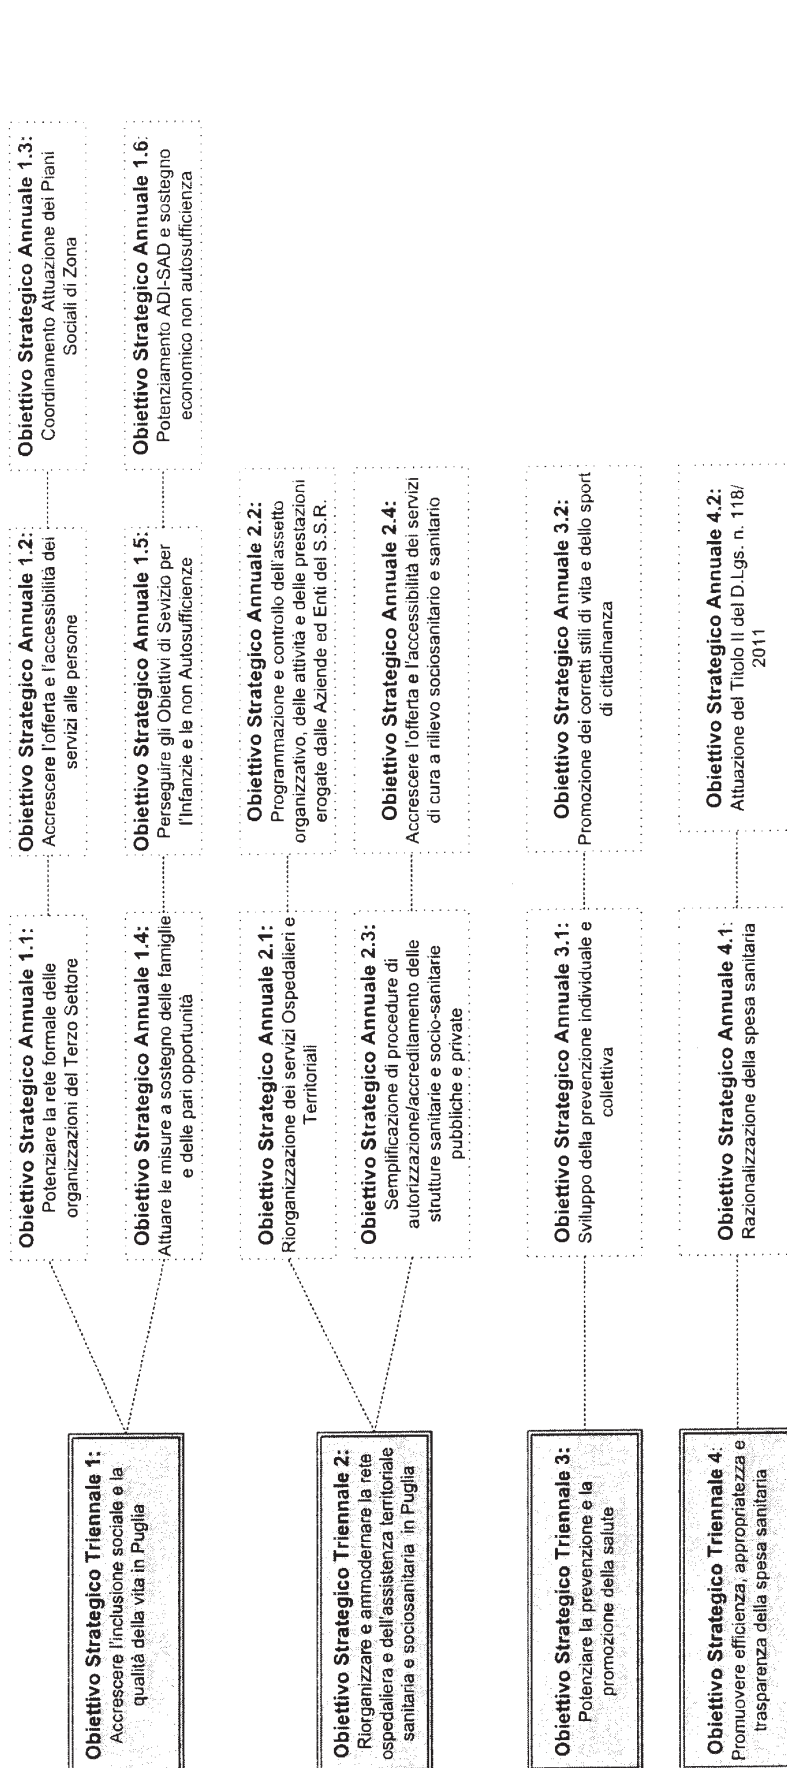 Obiettivo Strategico Triennale 1:
Accrescere l'inclusione sociale e la
qualità della vita in Puglia
Obiettivo Strategico Annuale 1.1:
Potenziare la rete formale delle
organizzazioni del Terzo Settore
Obiettivo Strategico Annuale 1.2:
Accrescere l'offerta e l'accessibilità dei
servizi alle persone
Obiettivo Strategico Annuale 1.3:
Coordinamento Attuazione dei Piani
Sociali di Zona
Obiettivo Strategico Annuale 1.4:
Attuare le misure a sostegno delle famiglie
e delle pari opportunità
Obiettivo Strategico Annuale 1.5:
Perseguire gli Obiettivi di Sevizio per
l'Infanzie e le non Autosufficienze
Obiettivo Strategico Annuale 1.6:
Potenziamento ADI-SAD e sostegno
economico non autosufficienza
Obiettivo Strategico Triennale 2:
Riorganizzare e ammodernare la rete
ospedaliera e dell'assistenza territoriale
sanitaria e sociosanitaria in Puglia
Obiettivo Strategico Annuale 2.1:
Riorganizzazione dei servizi Ospedalieri e
Territoriali
Obiettivo Strategico Annuale 2.2:
Programmazione e controllo dell'assetto
organizzativo, delle attività e delle prestazioni
erogate dalle Aziende ed Enti del S.S.R.
Obiettivo Strategico Annuale 2.3:
Semplificazione di procedure di
autorizzazione/accreditamento delle
strutture sanitarie e socio-sanitarie
pubbliche e private
Obiettivo Strategico Annuale 2.4:
Accrescere l'offerta e l'accessibilità dei servizi
di cura a rilievo sociosanitario e sanitario
Obiettivo Strategico Triennale 3:
Potenziare la prevenzione e la
promozione della salute
Obiettivo Strategico Annuale 3.1:
Sviluppo della prevenzione individuale e
collettiva
Obiettivo Strategico Annuale 3.2:
Promozione dei corretti stili di vita e dello sport
di cittadinanza
Obiettivo Strategico Triennale 4:
Promuovere efficienza, appropriatezza e
trasparenza della spesa sanitaria
Obiettivo Strategico Annuale 4.1:
Razionalizzazione della spesa sanitaria
Obiettivo Strategico Annuale 4.2:
Attuazione del Titolo II del D.Lgs. n. 118/
2011